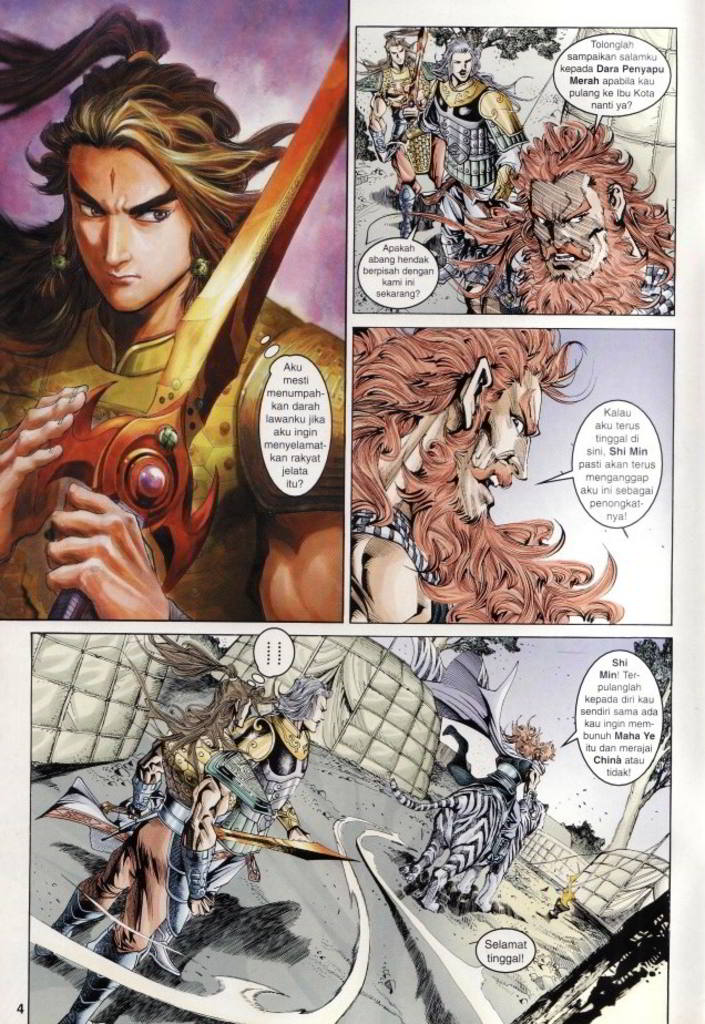 Aku
mesti
menumpah-
kan darah
lawanku jika
aku ingin
menyelamat-
kan rakyat
jelata
itu?
Tolonglah
sampaikan salamku
kepada Dara Penyapu
Merah apabila kau
pulang ke Ibu Kota
nanti ya?
Apakah
abang hendak
berpisah dengan
kami ini
sekarang?
Kalau
aku terus
tinggal di
sini, Shi Min
pasti akan terus
menganggap
aku ini sebagai
penongkat-
nya!
Shi
Min! Ter-
pulanglah
kepada diri kau
sendiri sama ada
kau ingin mem-
bunuh Maha Ye
itu dan merajai
China atau
tidak!
Selamat
tinggal!
4